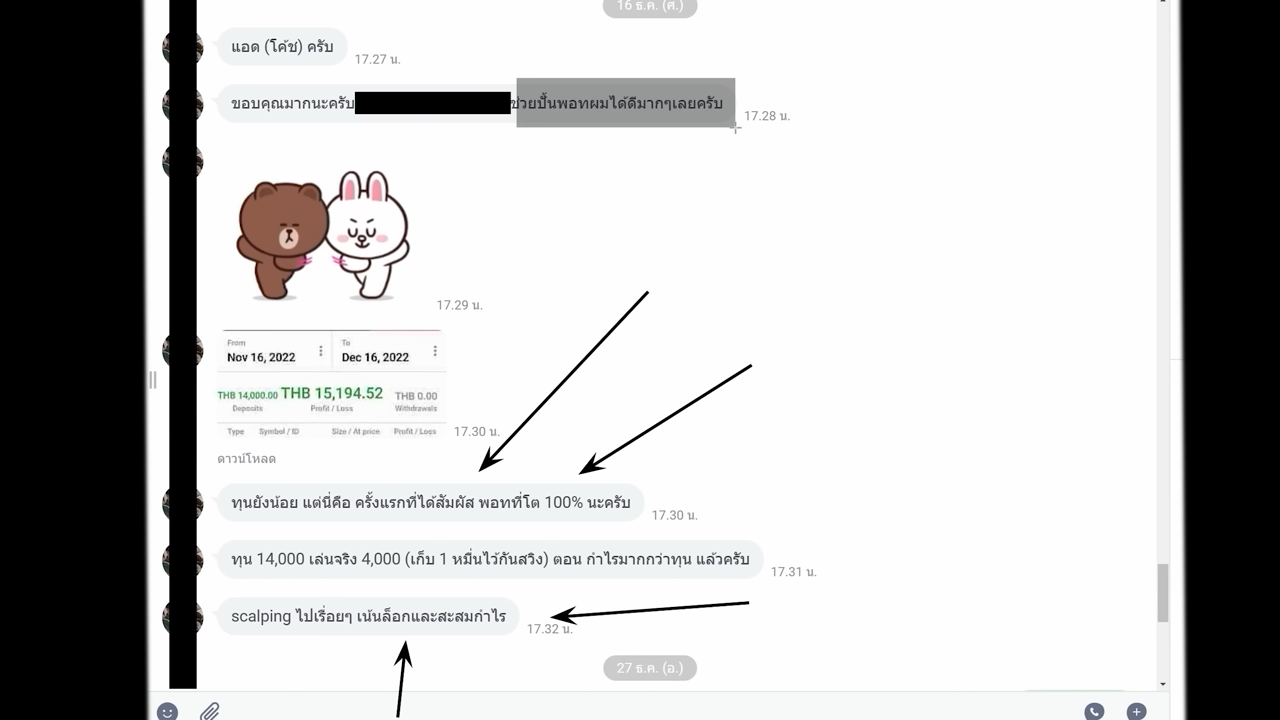 16 ธ.ค. (ศ.)
แอด (โค้ช) ครับ
17.27 น.
ขอบคุณมากนะครับ ช่วยปั้นพอทผมได้ดีมากๆเลยครับ
17.28 น.
17.29 น.
From To
Nov 16, 2022 Dec 16, 2022
THB 14,000.00 THB 15,194.52 THB 0.00
Deposits Profit / Loss Withdrawals
Type Symbol / ID Size / At price Profit / Loss
17.30 น.
ดาวน์โหลด
ทุนยังน้อย แต่นี่คือ ครั้งแรกที่ได้สัมผัส พอทที่โต 100% นะครับ
17.30 น.
ทุน 14,000 เล่นจริง 4,000 (เก็บ 1 หมื่นไว้กันสวิง) ตอน กำไรมากกว่าทุน แล้วครับ
17.31 น.
scalping ไปเรื่อยๆ เน้นล็อกและสะสมกำไร
17.32 น.
27 ธ.ค. (อ.)